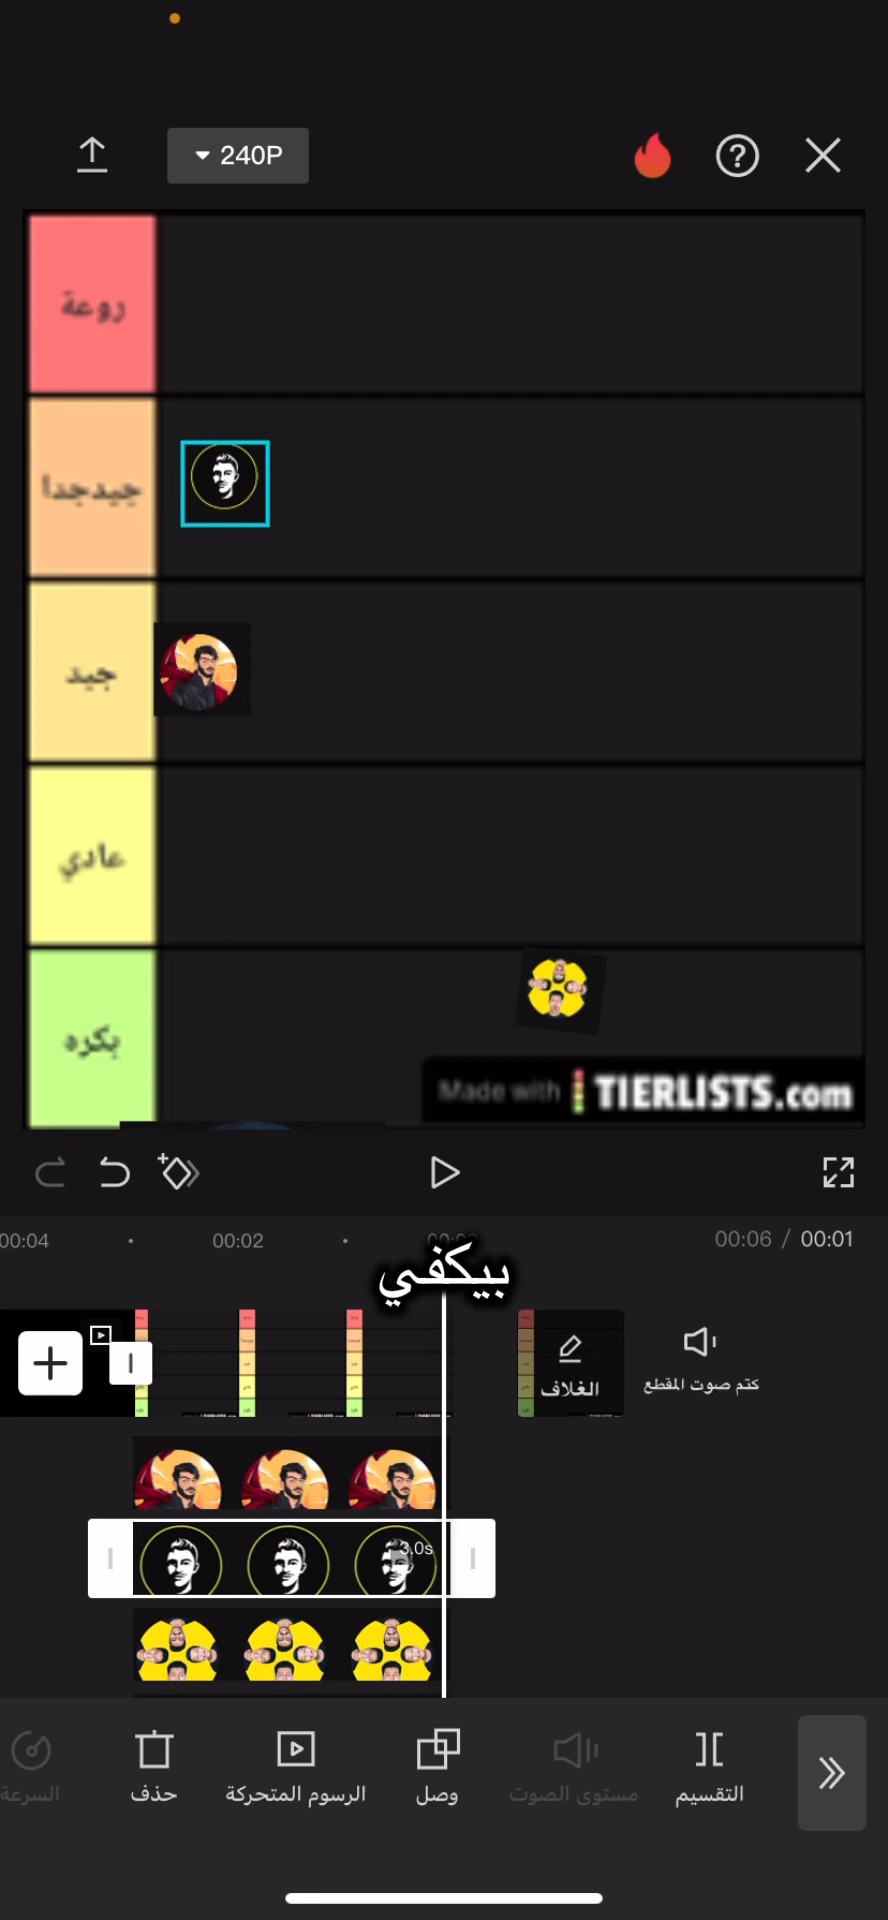 240P
روعة
جيدجدا
جيد
عادي
بكره
Made with TIERLISTS.com
00:04
00:02
00:06 / 00:01
بيكفي
الغلاف
كتم صوت المقطع
3.0s
السرعة
حذف
الرسوم المتحركة
وصل
مستوى الصوت
التقسيم